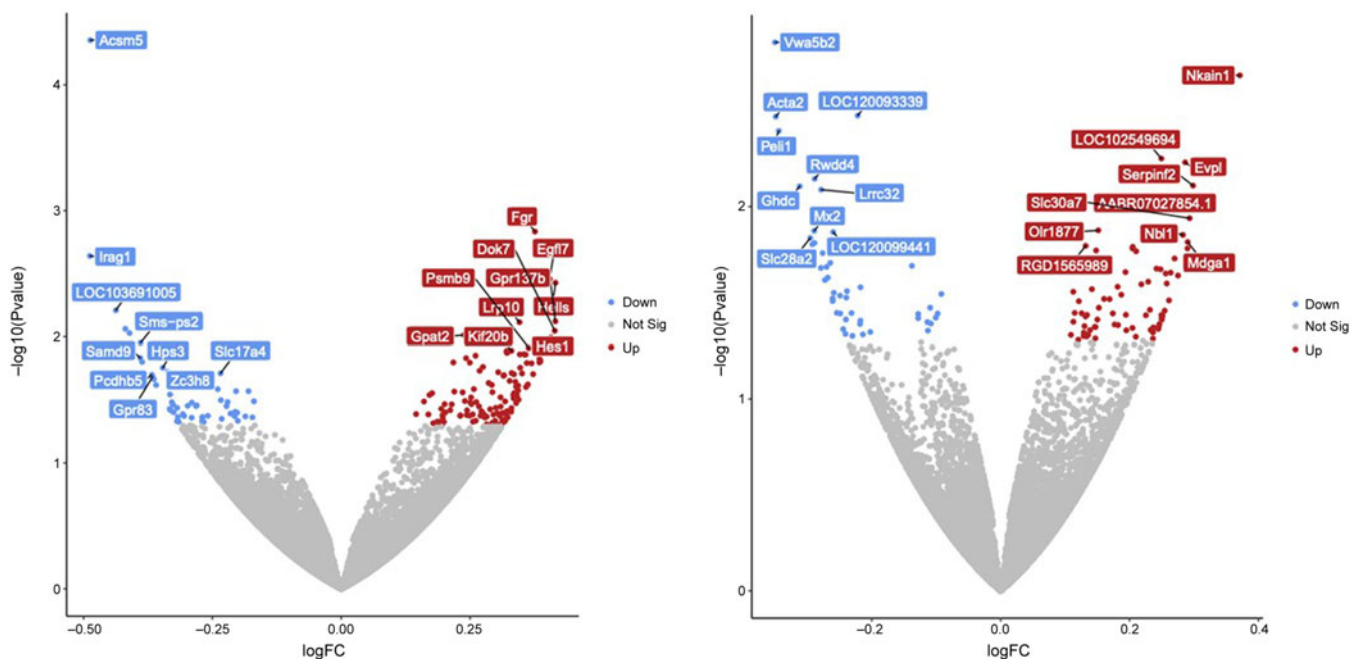 Acsm5
Irag1
LOC103691005
Sms-ps2
Samd9
Hps3
Slc17a4
Pcdhb5
Zc3h8
Gpr83
Fgr
Dok7
Egfl7
Psmb9
Gpr137b
Lrp10
Hells
Gpat2
Kif20b
Hes1
4
3
2
1
0
−log10(Pvalue)
−0.50
−0.25
0.00
0.25
logFC
Down
Not Sig
Up
Vwa5b2
Nkain1
Acta2
LOC120093339
Peli1
LOC102549694
Rwdd4
Evpl
Serpinf2
Ghdc
Lrrc32
Slc30a7
AABR07027854.1
Mx2
Olr1877
Nbl1
Slc28a2
LOC120099441
RGD1565989
Mdga1
2
1
0
−log10(Pvalue)
−0.2
0.0
0.2
0.4
logFC
Down
Not Sig
Up